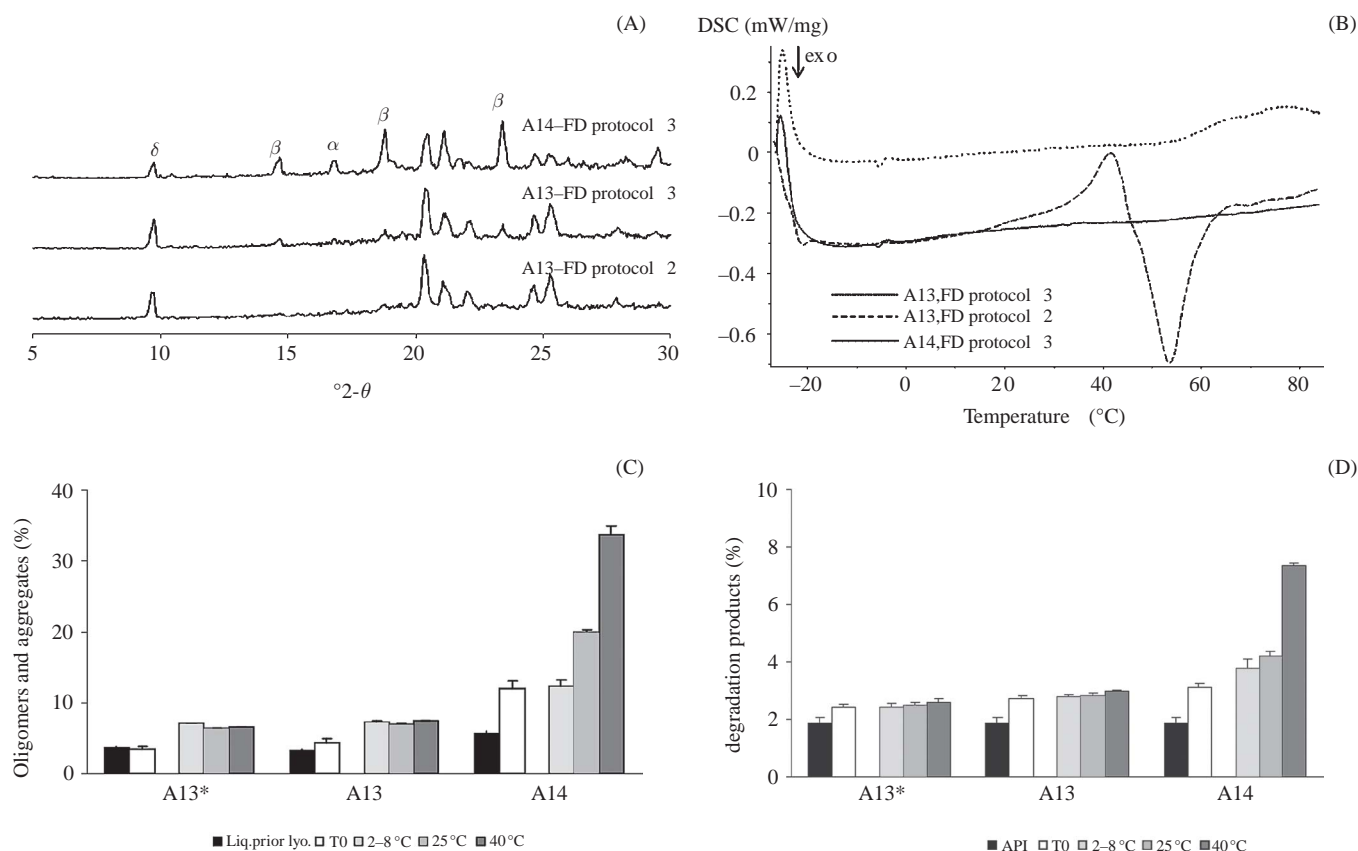 (A)
δ
β
α
β
β
A14–FD protocol 3
A13–FD protocol 3
A13–FD protocol 2
5 10 15 20 25 30
°2-θ
DSC (mW/mg)
(B)
exo
0.2
0
−0.2
−0.4
−0.6
A13,FD protocol 3
A13,FD protocol 2
A14,FD protocol 3
−20 0 20 40 60 80
Temperature (°C)
(C)
Oligomers and aggregates (%)
40
30
20
10
0
A13* A13 A14
Liq.prior lyo. T0 2–8 °C 25 °C 40 °C
(D)
degradation products (%)
10
8
6
4
2
0
A13* A13 A14
API T0 2–8 °C 25 °C 40 °C